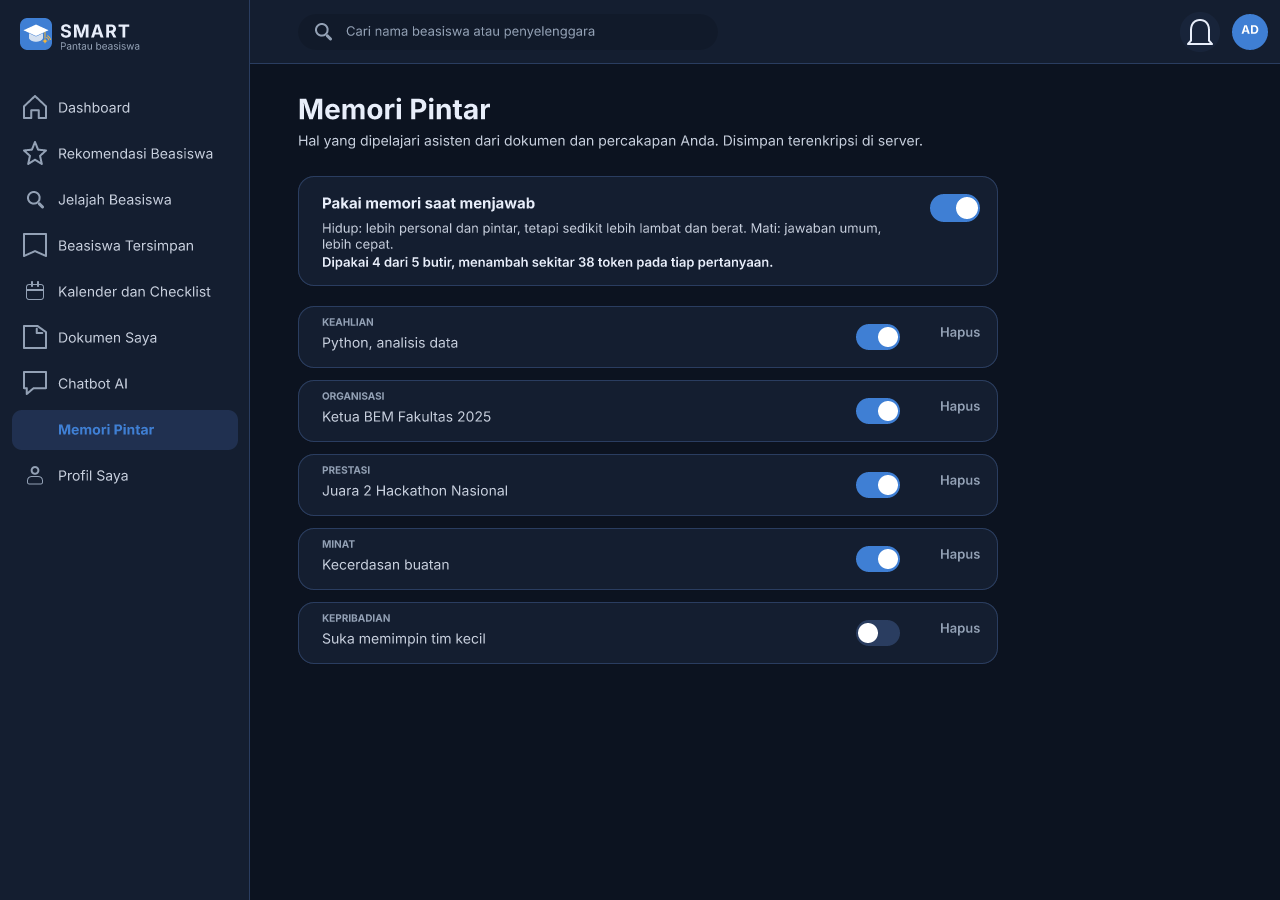 SMART
Pantau beasiswa
Cari nama beasiswa atau penyelenggara
AD
Dashboard
Rekomendasi Beasiswa
Jelajah Beasiswa
Beasiswa Tersimpan
Kalender dan Checklist
Dokumen Saya
Chatbot AI
Memori Pintar
Profil Saya
Memori Pintar
Hal yang dipelajari asisten dari dokumen dan percakapan Anda. Disimpan terenkripsi di server.
Pakai memori saat menjawab
Hidup: lebih personal dan pintar, tetapi sedikit lebih lambat dan berat. Mati: jawaban umum,
lebih cepat.
Dipakai 4 dari 5 butir, menambah sekitar 38 token pada tiap pertanyaan.
KEAHLIAN
Python, analisis data
Hapus
ORGANISASI
Ketua BEM Fakultas 2025
Hapus
PRESTASI
Juara 2 Hackathon Nasional
Hapus
MINAT
Kecerdasan buatan
Hapus
KEPRIBADIAN
Suka memimpin tim kecil
Hapus